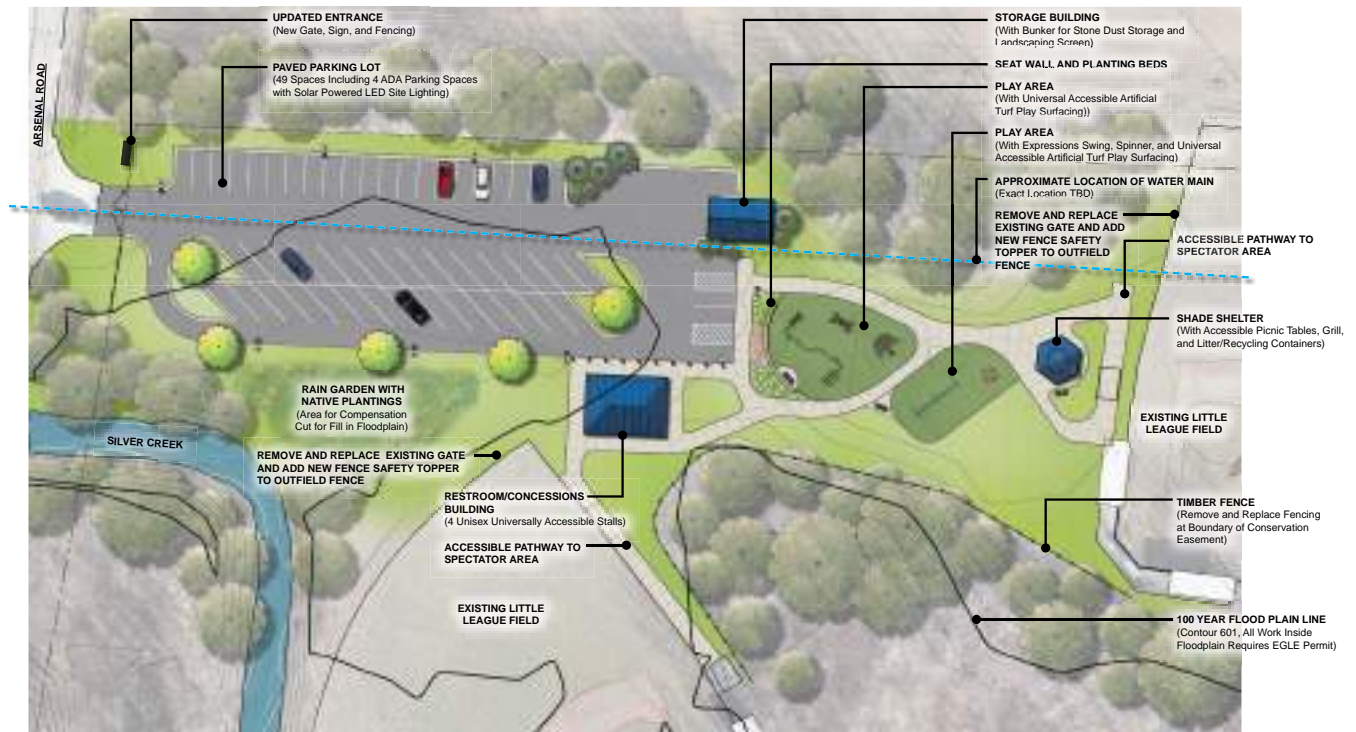 UPDATED ENTRANCE
(New Gate, Sign, and Fencing)
PAVED PARKING LOT
(49 Spaces Including 4 ADA Parking Spaces
with Solar Powered LED Site Lighting)
ARSENAL ROAD
STORAGE BUILDING
(With Bunker for Stone Dust Storage and
Landscaping Screen)
SEAT WALL AND PLANTING BEDS
PLAY AREA
(With Universal Accessible Artificial
Turf Play Surfacing))
PLAY AREA
(With Expressions Swing, Spinner, and Universal
Accessible Artificial Turf Play Surfacing)
APPROXIMATE LOCATION OF WATER MAIN
(Exact Location TBD)
REMOVE AND REPLACE
EXISTING GATE AND ADD
NEW FENCE SAFETY
TOPPER TO OUTFIELD
FENCE
ACCESSIBLE PATHWAY TO
SPECTATOR AREA
SHADE SHELTER
(With Accessible Picnic Tables, Grill,
and Litter/Recycling Containers)
EXISTING LITTLE
LEAGUE FIELD
RAIN GARDEN WITH
NATIVE PLANTINGS
(Area for Compensation
Cut for Fill in Floodplain)
SILVER CREEK
REMOVE AND REPLACE EXISTING GATE
AND ADD NEW FENCE SAFETY TOPPER
TO OUTFIELD FENCE
RESTROOM/CONCESSIONS
BUILDING
(4 Unisex Universally Accessible Stalls)
ACCESSIBLE PATHWAY TO
SPECTATOR AREA
EXISTING LITTLE
LEAGUE FIELD
TIMBER FENCE
(Remove and Replace Fencing
at Boundary of Conservation
Easement)
100 YEAR FLOOD PLAIN LINE
(Contour 601, All Work Inside
Floodplain Requires EGLE Permit)